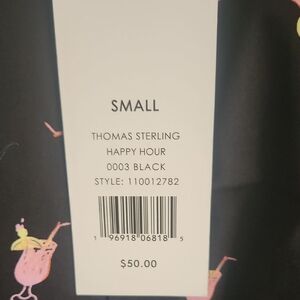 SMALL
THOMAS STERLING
HAPPY HOUR
0003 BLACK
STYLE: 110012782
1 96918 06818 5
$50.00